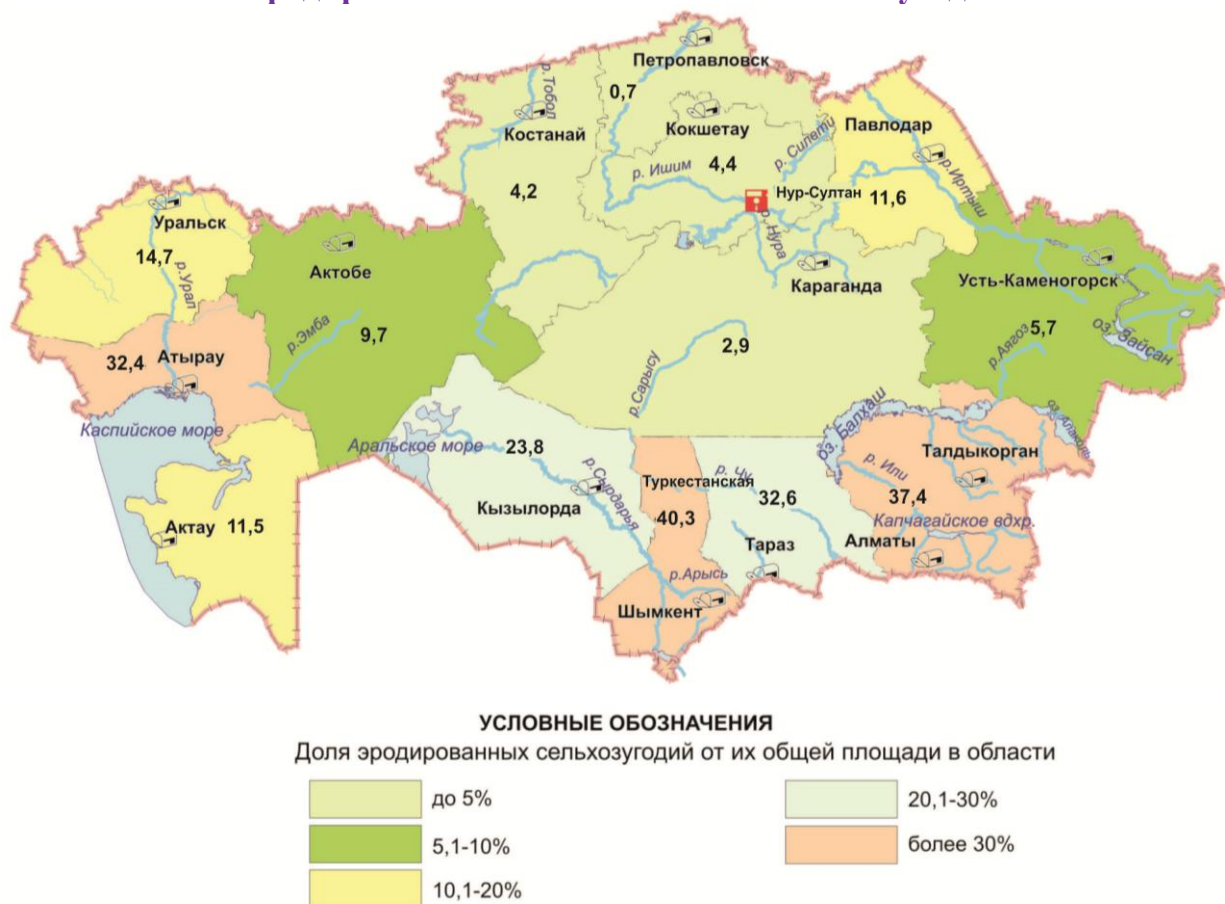 Петропавловск
р.Тобол
0,7
Костанай
Кокшетау
р. Силети
Павлодар
р. Ишим
4,4
р.Иртыш
4,2
Нур-Султан
11,6
Уральск
р. Нура
14,7
р.Урал
Актобе
Караганда
Усть-Каменогорск
р.Эмба
9,7
2,9
5,7
оз. Зайсан
32,4
Атырау
р.Аягоз
р.Сарысу
Каспийское море
оз. Балхаш
оз. Алаколь
Аральское море
23,8
Талдыкорган
р.Сырдарья
Туркестанская
р. Чу
32,6
р. Или
37,4
Кызылорда
40,3
Капчагайское вдхр.
Актау
11,5
Тараз
Алматы
р.Арысь
Шымкент
УСЛОВНЫЕ ОБОЗНАЧЕНИЯ
Доля эродированных сельхозугодий от их общей площади в области
до 5%
5,1-10%
10,1-20%
20,1-30%
более 30%